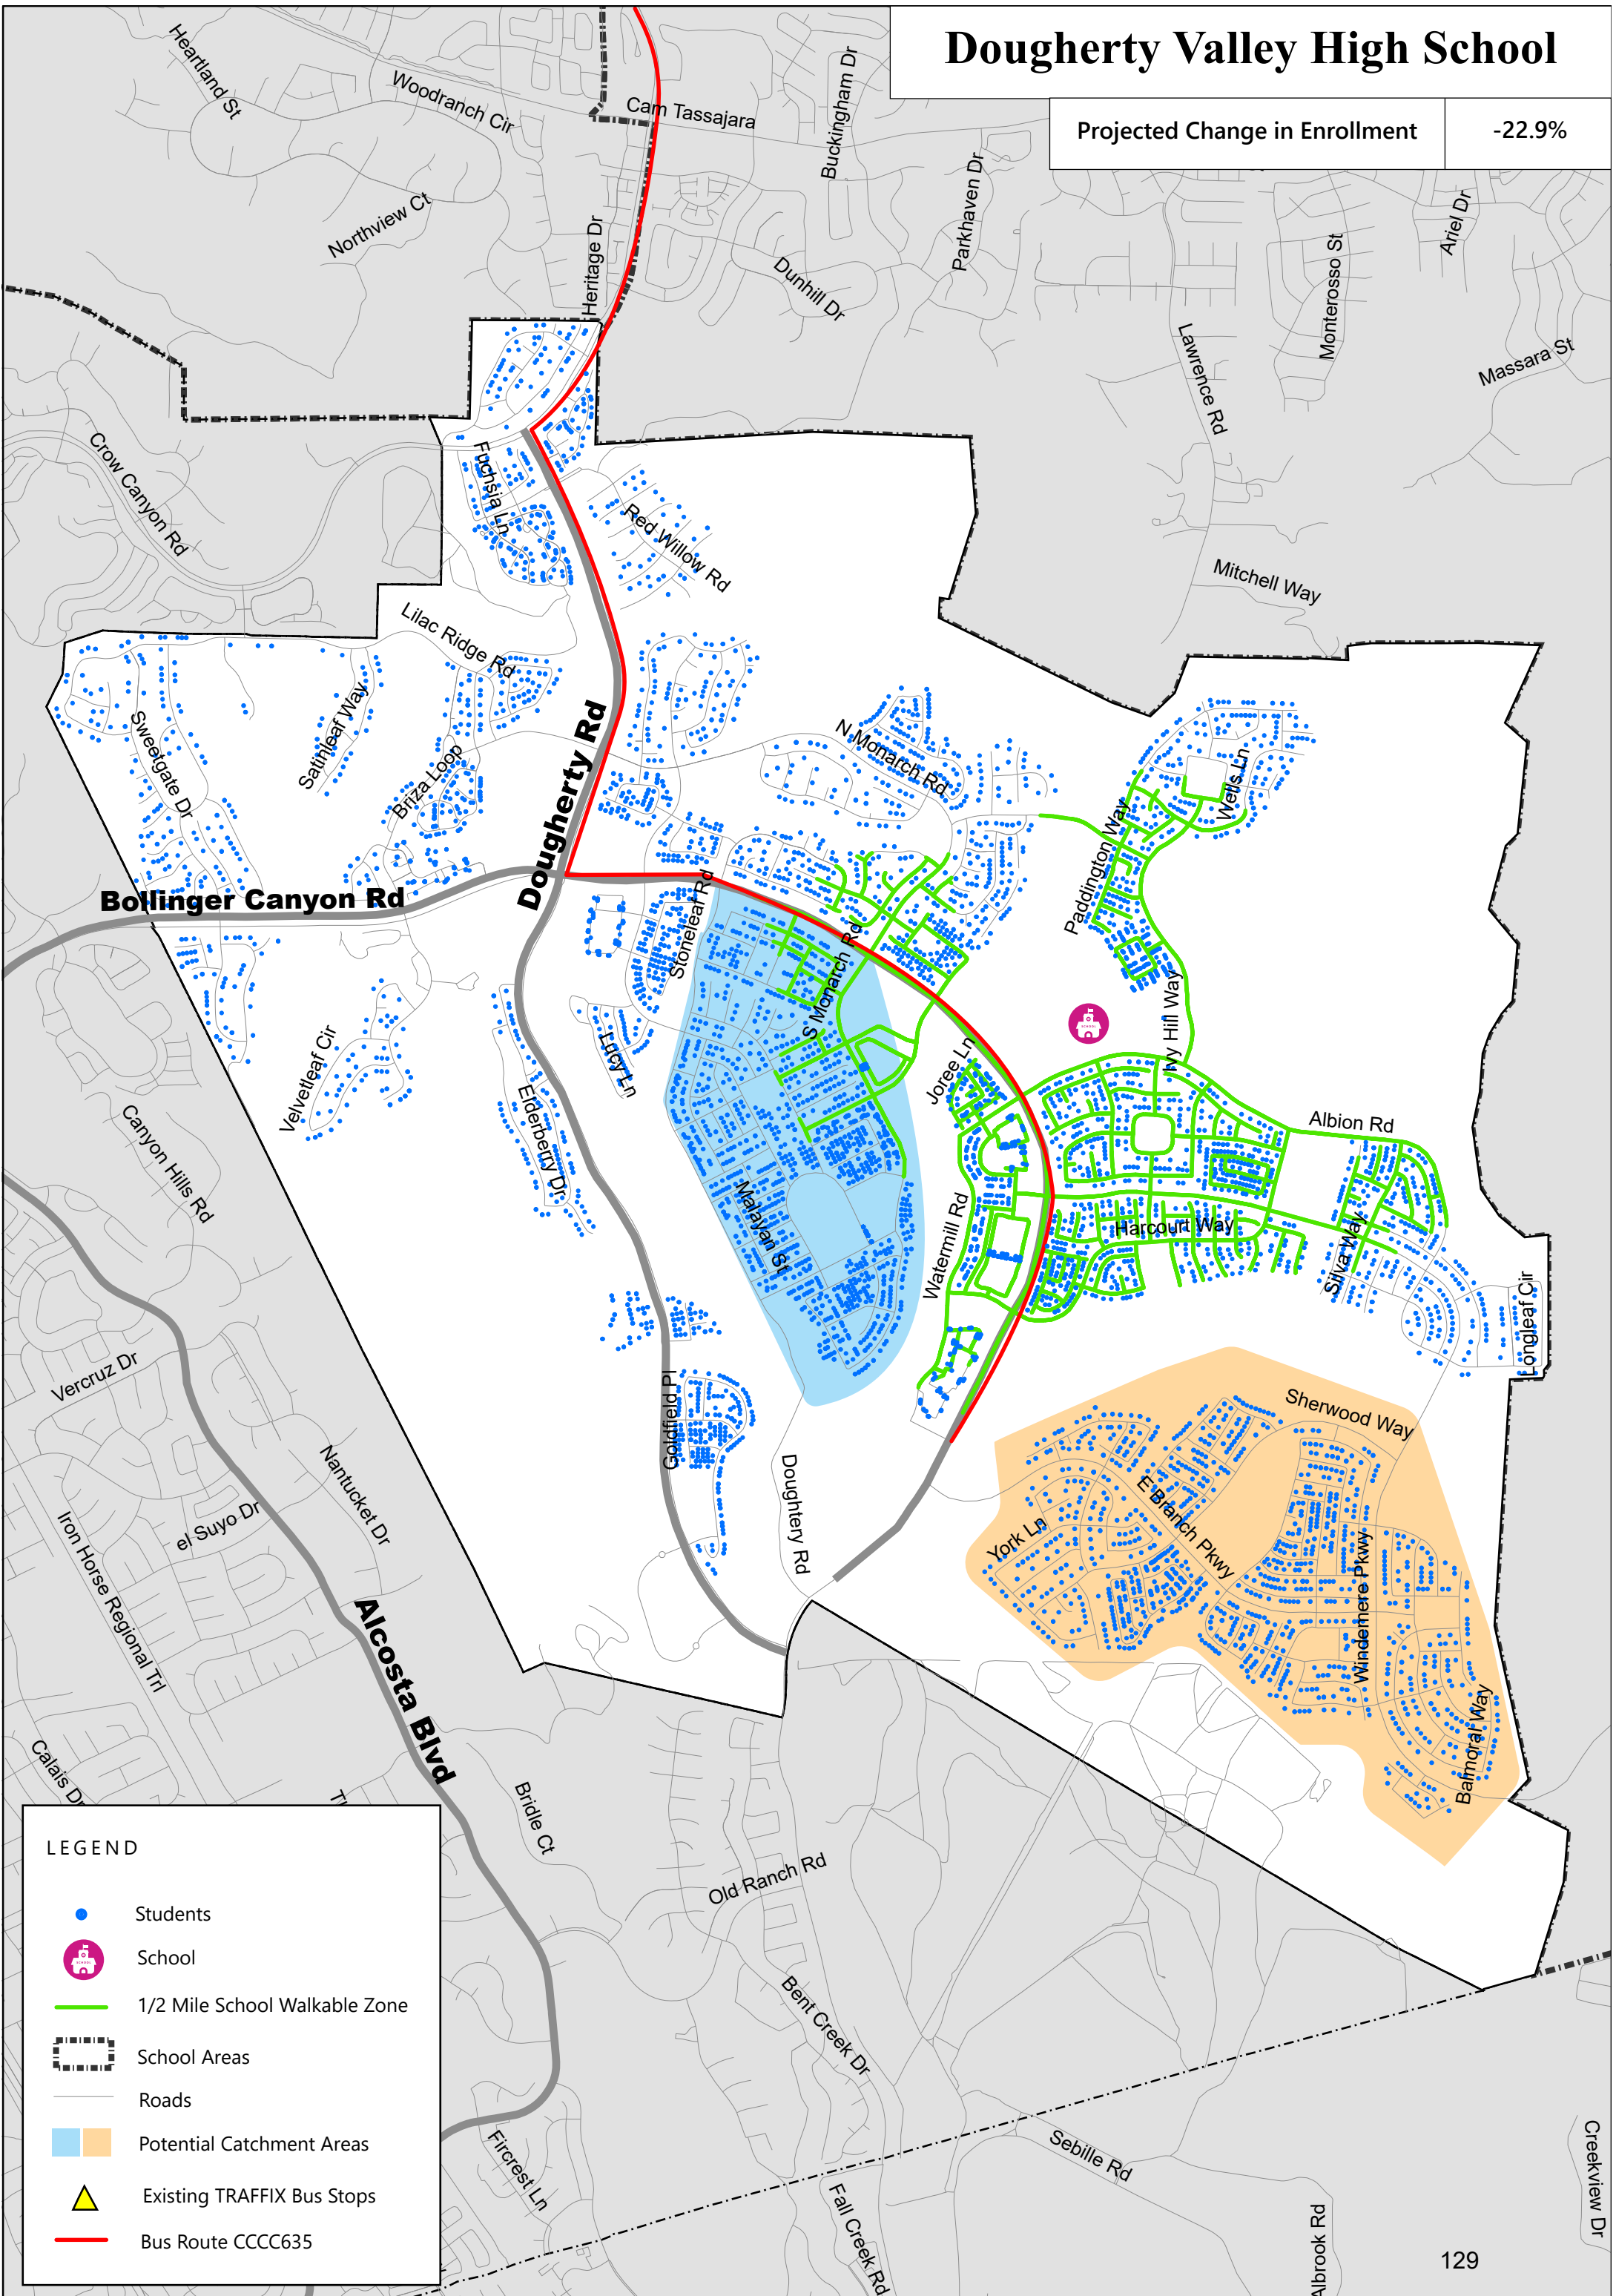 Dougherty Valley High School
Projected Change in Enrollment
-22.9%
Heartland St
Woodranch Cir
Cam Tassajara
Buckingham Dr
Parkhaven Dr
Northview Ct
Heritage Dr
Dunhill Dr
Ariel Dr
Monterosso St
Lawrence Rd
Massara St
Crow Canyon Rd
Fuchsia Ln
Red Willow Rd
Mitchell Way
Lilac Ridge Rd
Sweetgate Dr
Satinleaf Way
Briza Loop
Dougherty Rd
N Monarch Rd
Wells Ln
Paddington Way
Bollinger Canyon Rd
Stoneleaf Rd
S Monarch Rd
Ivy Hill Way
Velvetleaf Cir
Lucy Ln
Joree Ln
Elderberry Dr
Albion Rd
Canyon Hills Rd
Malayan St
Watermill Rd
Harcourt Way
Silva Way
Longleaf Cir
Vercruz Dr
Goldfield Pl
Sherwood Way
Nantucket Dr
Doughtery Rd
E Branch Pkwy
York Ln
el Suyo Dr
Iron Horse Regional Trl
Windemere Pkwy
Alcosta Blvd
Balmoral Way
Calais Dr
Bridle Ct
Old Ranch Rd
LEGEND
Students
School
SCHOOL
1/2 Mile School Walkable Zone
School Areas
Roads
Potential Catchment Areas
Existing TRAFFIX Bus Stops
Bus Route CCCC635
Bent Creek Dr
Fircrest Ln
Sebille Rd
Creekview Dr
Fall Creek Rd
Albrook Rd
129